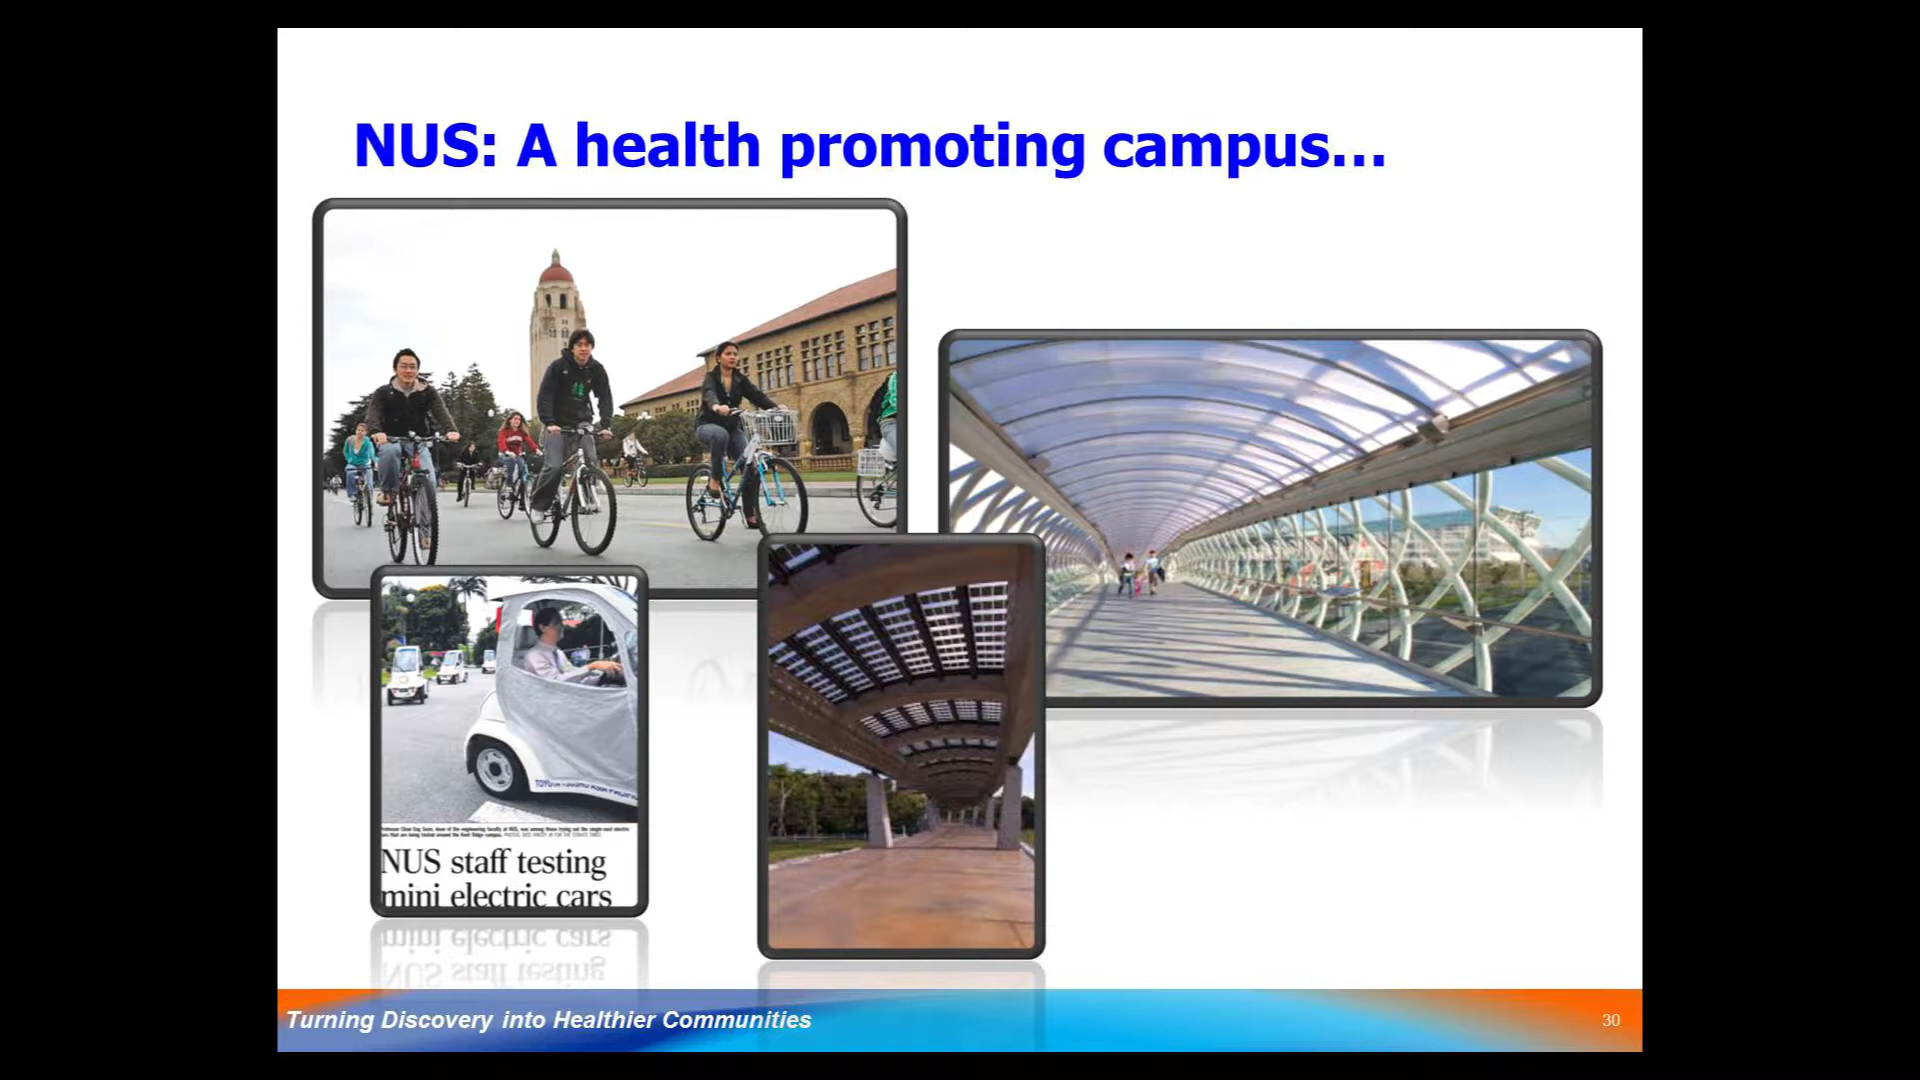 NUS: A health promoting campus...
NUS staff testing
mini electric cars
Turning Discovery into Healthier Communities
30